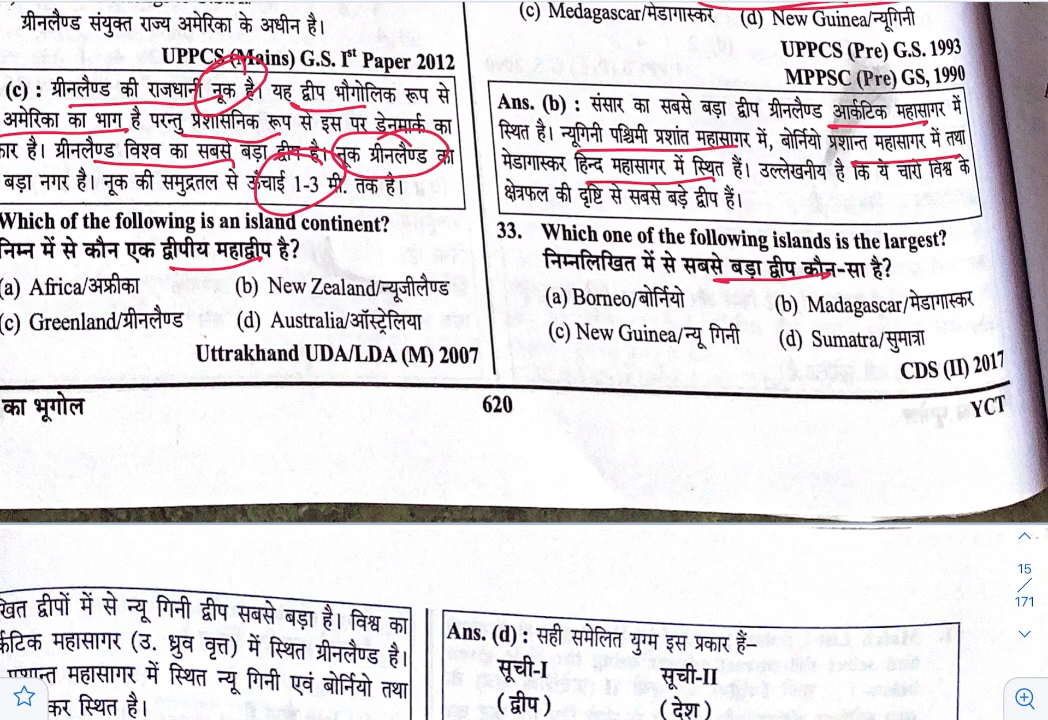 ग्रीनलैण्ड संयुक्त राज्य अमेरिका के अधीन है।
UPPCS (Mains) G.S. Ist Paper 2012
(c) : ग्रीनलैण्ड की राजधानी नूक है। यह द्वीप भौगोलिक रूप से
अमेरिका का भाग है परन्तु प्रशासनिक रूप से इस पर डेनमार्क का
है। ग्रीनलैण्ड विश्व का सबसे बड़ा द्वीप है। नूक ग्रीनलैण्ड का
बड़ा नगर है। नूक की समुद्रतल से ऊँचाई 1-3 मी. तक है।
Which of the following is an island continent?
निम्न में से कौन एक द्वीपीय महाद्वीप है?
(a) Africa/अफ्रीका (b) New Zealand/न्यूजीलैण्ड
(c) Greenland/ग्रीनलैण्ड (d) Australia/ऑस्ट्रेलिया
Uttrakhand UDA/LDA (M) 2007
(c) Medagascar/मेडागास्कर (d) New Guinea/न्यूगिनी
UPPCS (Pre) G.S. 1993
MPPSC (Pre) GS, 1990
Ans. (b) : संसार का सबसे बड़ा द्वीप ग्रीनलैण्ड आर्कटिक महासागर में
स्थित है। न्यूगिनी पश्चिमी प्रशांत महासागर में, बोर्नियो प्रशान्त महासागर में तथा
मेडागास्कर हिन्द महासागर में स्थित हैं। उल्लेखनीय है कि ये चारों विश्व के
क्षेत्रफल की दृष्टि से सबसे बड़े द्वीप हैं।
33. Which one of the following islands is the largest?
निम्नलिखित में से सबसे बड़ा द्वीप कौन-सा है?
(a) Borneo/बोर्नियो (b) Madagascar/मेडागास्कर
(c) New Guinea/न्यू गिनी (d) Sumatra/सुमात्रा
CDS (II) 2017
का भूगोल 620 YCT
द्वीपों में से न्यू गिनी द्वीप सबसे बड़ा है। विश्व का
महासागर (उ. ध्रुव वृत्त) में स्थित ग्रीनलैण्ड है।
महासागर में स्थित न्यू गिनी एवं बोर्नियो तथा
स्थित है।
Ans. (d) : सही समेलित युग्म इस प्रकार हैं–
सूची-I सूची-II
(द्वीप) (देश)
15
/
171